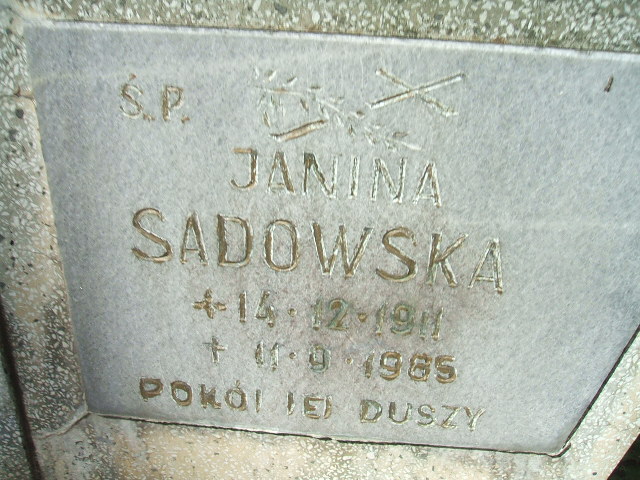 Ś.P.
JANINA
SADOWSKA
14·12·1911
11·9·1985
POKÓJ JEJ DUSZY